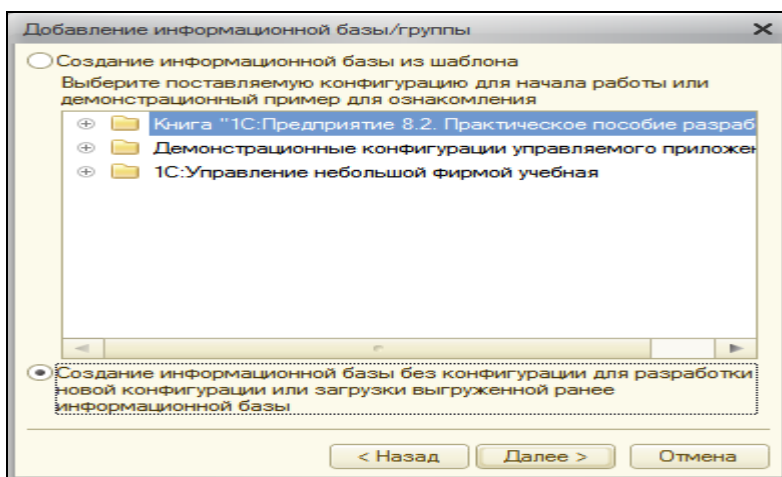 Добавление информационной базы/группы
Создание информационной базы из шаблона
Выберите поставляемую конфигурацию для начала работы или
демонстрационный пример для ознакомления
Книга "1С:Предприятие 8.2. Практическое пособие разраб
Демонстрационные конфигурации управляемого приложен
1С:Управление небольшой фирмой учебная
Создание информационной базы без конфигурации для разработки
новой конфигурации или загрузки выгруженной ранее
информационной базы
< Назад Далее > Отмена